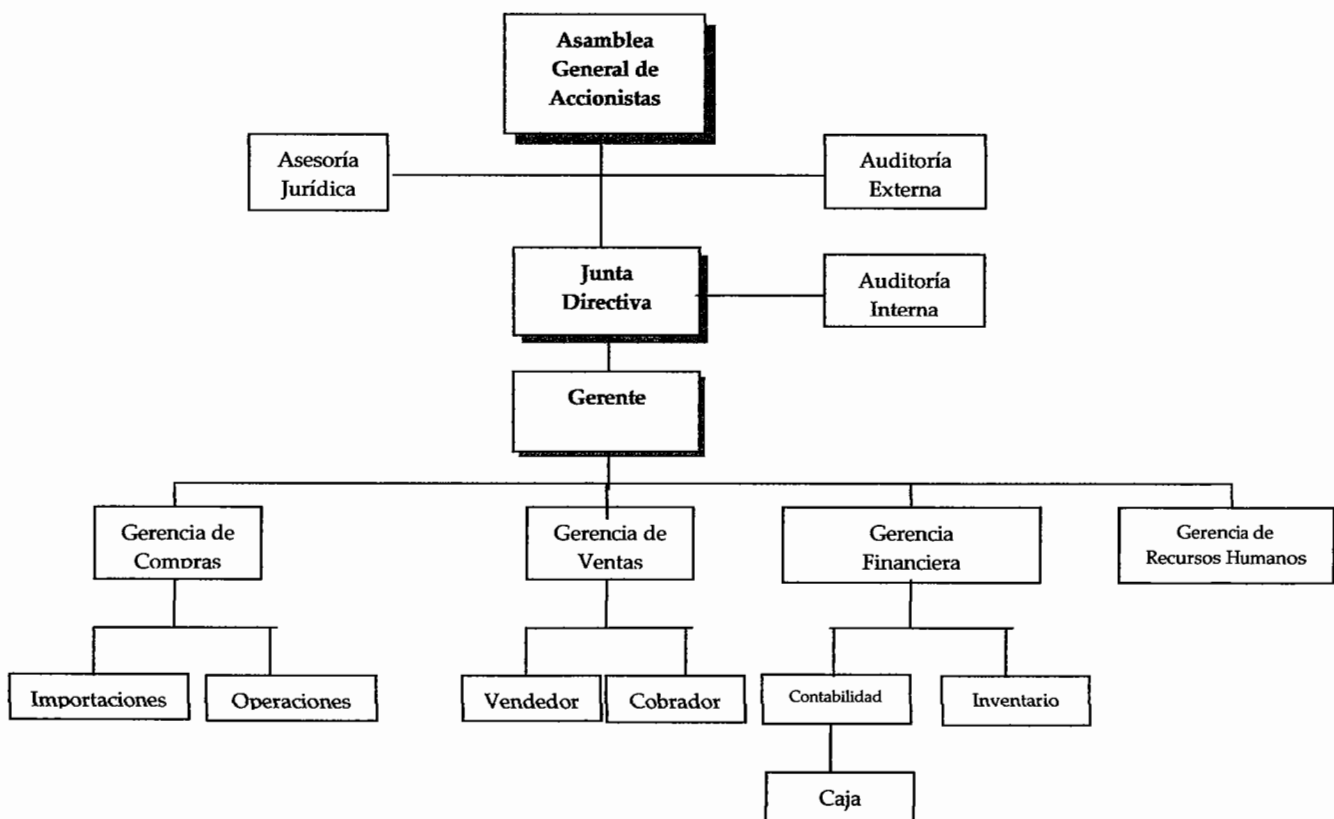 Asamblea
General de
Accionistas
Asesoría
Jurídica
Auditoría
Externa
Junta
Directiva
Auditoría
Interna
Gerente
Gerencia de
Compras
Gerencia de
Ventas
Gerencia
Financiera
Gerencia de
Recursos Humanos
Importaciones
Operaciones
Vendedor
Cobrador
Contabilidad
Inventario
Caja